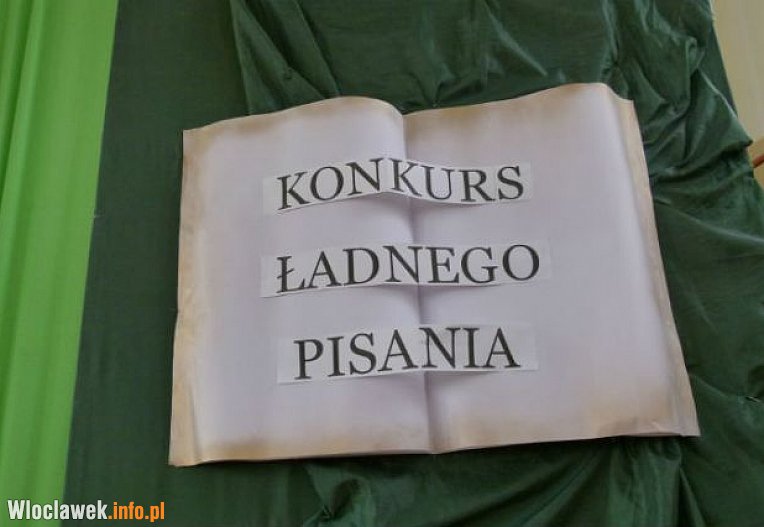 KONKURS
ŁADNEGO
PISANIA
Wloclawek.info.pl